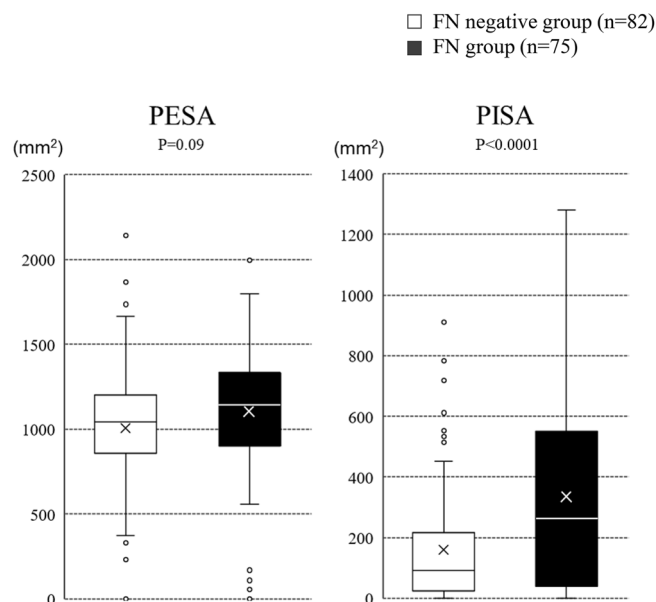 FN negative group (n=82)
FN group (n=75)
PESA
P=0.09
(mm2)
2500
2000
1500
1000
500
0
PISA
P<0.0001
(mm2)
1400
1200
1000
800
600
400
200
0